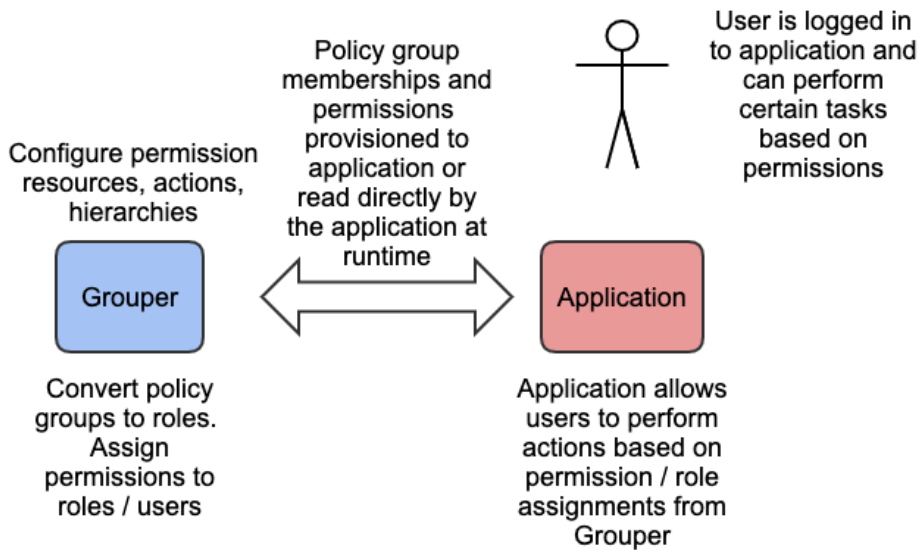 Configure permission
resources, actions,
hierarchies
Grouper
Convert policy
groups to roles.
Assign
permissions to
roles / users
Policy group
memberships and
permissions
provisioned to
application or
read directly by
the application at
runtime
User is logged in
to application and
can perform
certain tasks
based on
permissions
Application
Application allows
users to perform
actions based on
permission / role
assignments from
Grouper